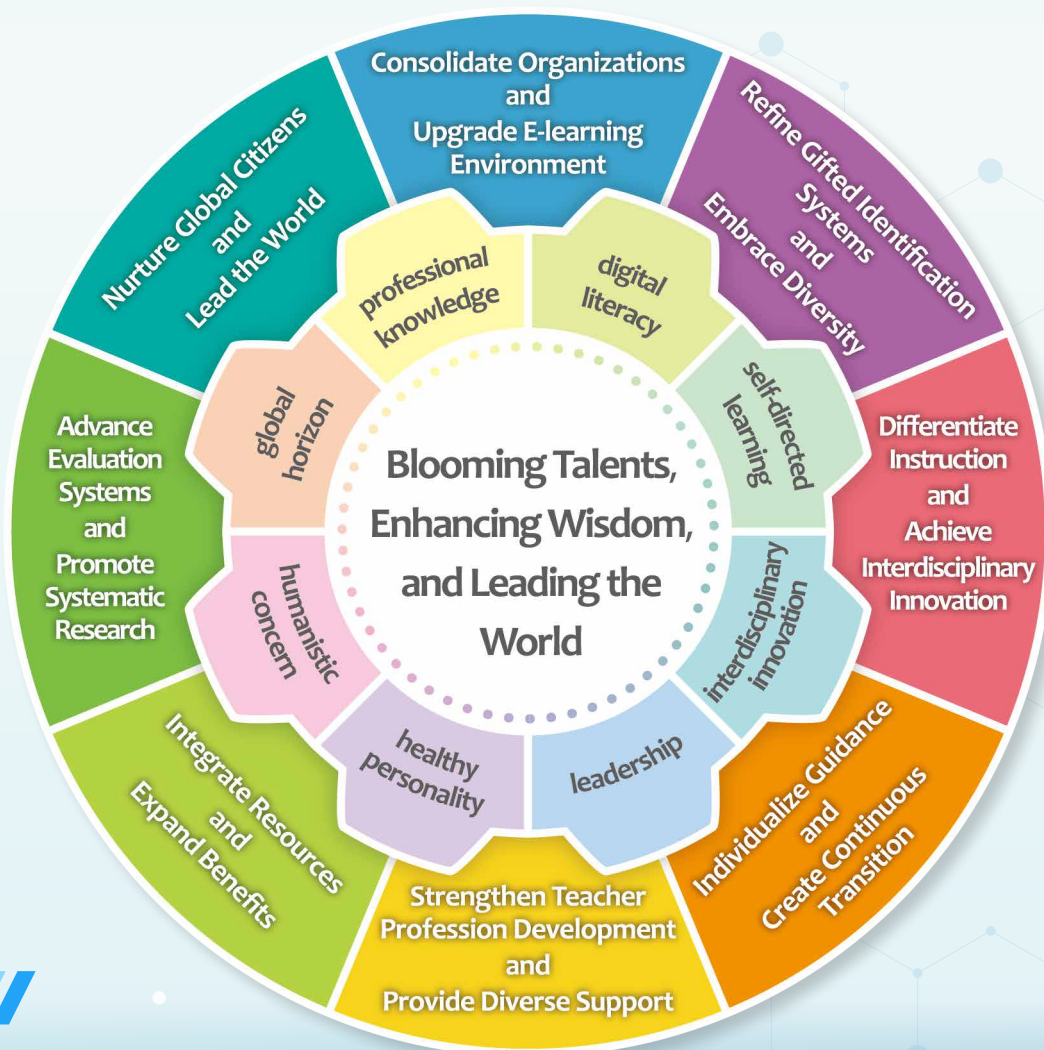 Consolidate Organizations
and
Upgrade E-learning
Environment
Refine Gifted Identification
Systems
and
Embrace Diversity
Differentiate
Instruction
and
Achieve
Interdisciplinary
Innovation
Individualize Guidance
and
Create Continuous
Transition
Strengthen Teacher
Profession Development
and
Provide Diverse Support
Integrate Resources
and
Expand Benefits
Advance
Evaluation
Systems
and
Promote
Systematic
Research
Nurture Global Citizens
and
Lead the World
professional
knowledge
digital
literacy
self-directed
learning
interdisciplinary
innovation
leadership
healthy
personality
humanistic
concern
global
horizon
Blooming Talents,
Enhancing Wisdom,
and Leading the
World